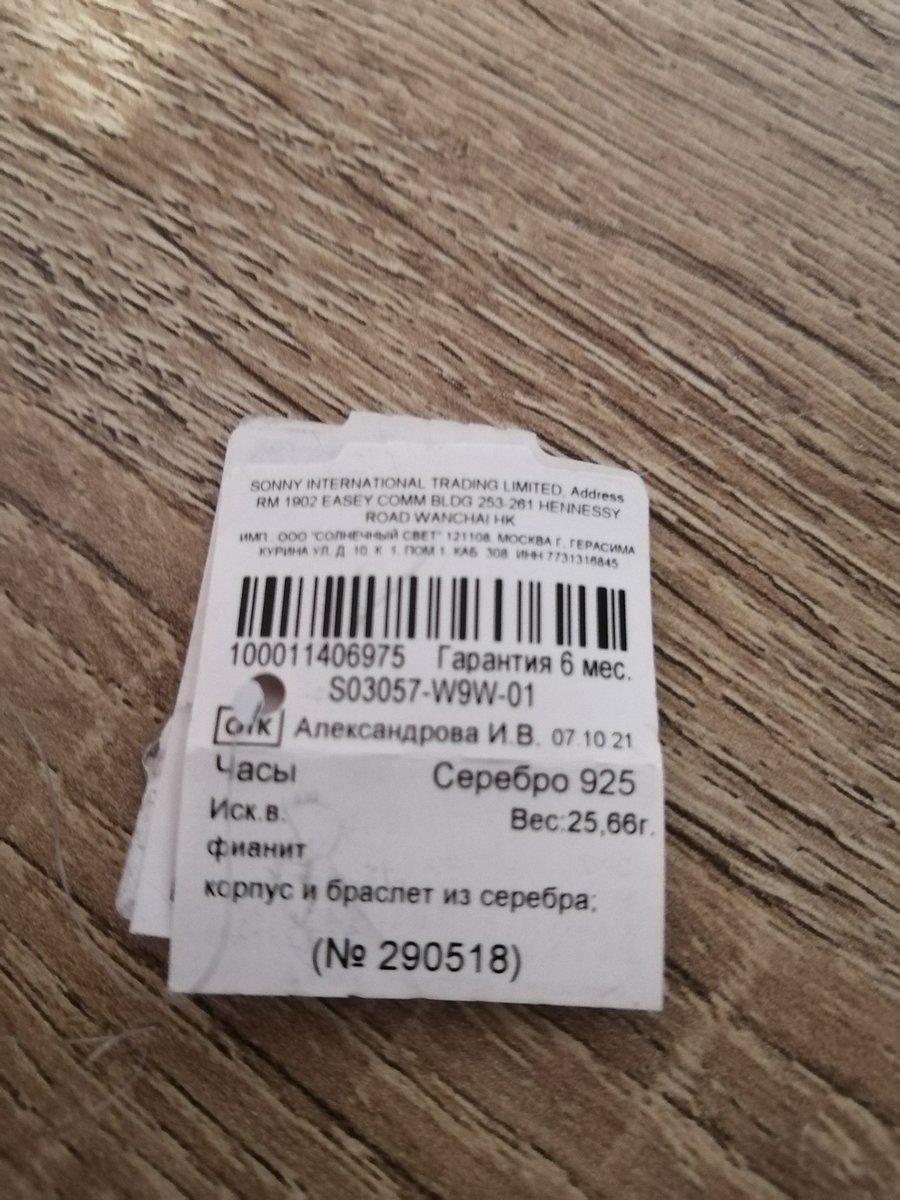 SONNY INTERNATIONAL TRADING LIMITED, Address
RM 1902 EASEY COMM BLDG 253-261 HENNESSY
ROAD WANCHAI HK
ИМП. ООО "СОЛНЕЧНЫЙ СВЕТ" 121108, МОСКВА Г, ГЕРАСИМА
КУРИНА УЛ, Д. 10, К. 1, ПОМ 1, КАБ. 308 ИНН 7731316845
100011406975 Гарантия 6 мес.
S03057-W9W-01
ОТК Александрова И.В. 07.10 21
Часы Серебро 925
Иск.в. Вес:25,66г.
фианит
корпус и браслет из серебра;
(№ 290518)